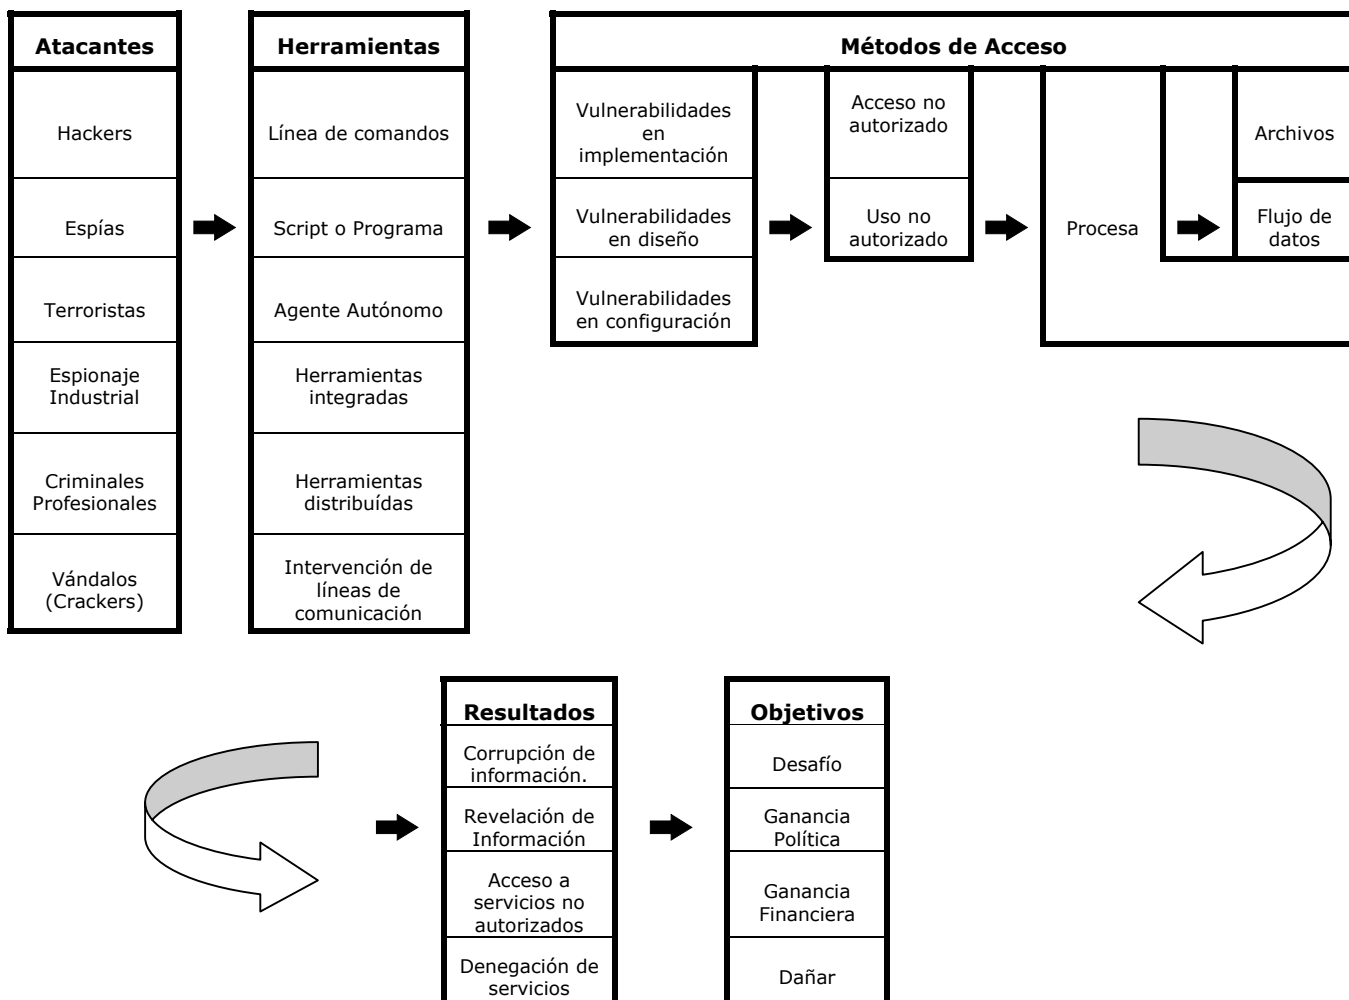 Atacantes
Hackers
Espías
Terroristas
Espionaje
Industrial
Criminales
Profesionales
Vándalos
(Crackers)
Herramientas
Línea de comandos
Script o Programa
Agente Autónomo
Herramientas
integradas
Herramientas
distribuídas
Intervención de
líneas de
comunicación
Métodos de Acceso
Vulnerabilidades
en
implementación
Vulnerabilidades
en diseño
Vulnerabilidades
en configuración
Acceso no
autorizado
Uso no
autorizado
Procesa
Archivos
Flujo de
datos
Resultados
Corrupción de
información.
Revelación de
Información
Acceso a
servicios no
autorizados
Denegación de
servicios
Objetivos
Desafío
Ganancia
Política
Ganancia
Financiera
Dañar